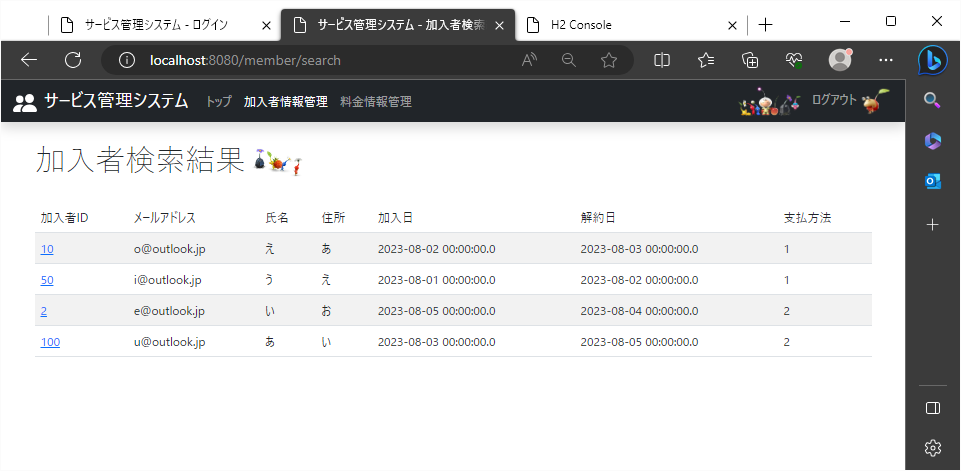 サービス管理システム - ログイン
サービス管理システム - 加入者検索
H2 Console
localhost:8080/member/search
サービス管理システム トップ 加入者情報管理 料金情報管理 ログアウト
加入者検索結果
加入者ID メールアドレス 氏名 住所 加入日 解約日 支払方法
10 o@outlook.jp え あ 2023-08-02 00:00:00.0 2023-08-03 00:00:00.0 1
50 i@outlook.jp う え 2023-08-01 00:00:00.0 2023-08-02 00:00:00.0 1
2 e@outlook.jp い お 2023-08-05 00:00:00.0 2023-08-04 00:00:00.0 2
100 u@outlook.jp あ い 2023-08-03 00:00:00.0 2023-08-05 00:00:00.0 2